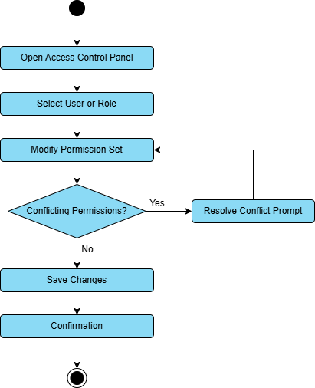 Open Access Control Panel
Select User or Role
Modify Permission Set
Conflicting Permissions?
Yes
Resolve Conflict Prompt
No
Save Changes
Confirmation